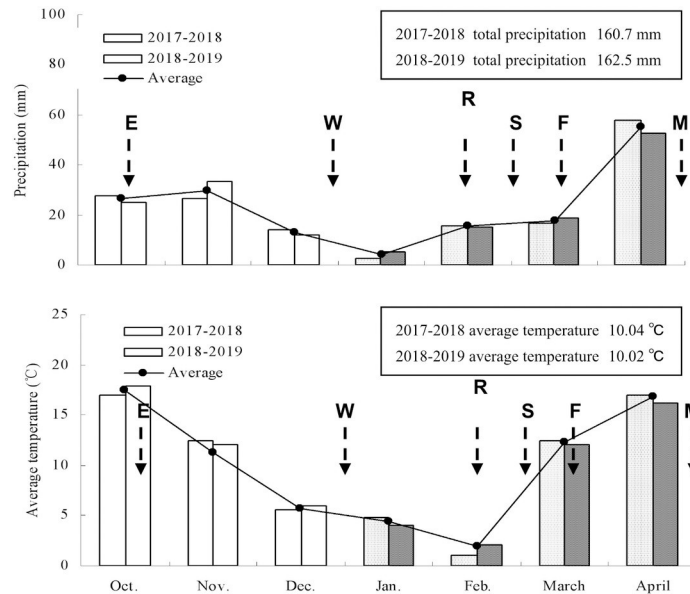 100
80
60
40
20
0
Precipitation (mm)
2017-2018
2018-2019
Average
2017-2018 total precipitation 160.7 mm
2018-2019 total precipitation 162.5 mm
E
W
R
S
F
M
25
20
15
10
5
0
Average temperature (℃)
2017-2018
2018-2019
Average
2017-2018 average temperature 10.04 ℃
2018-2019 average temperature 10.02 ℃
E
W
R
S
F
M
Oct. Nov. Dec. Jan. Feb. March April